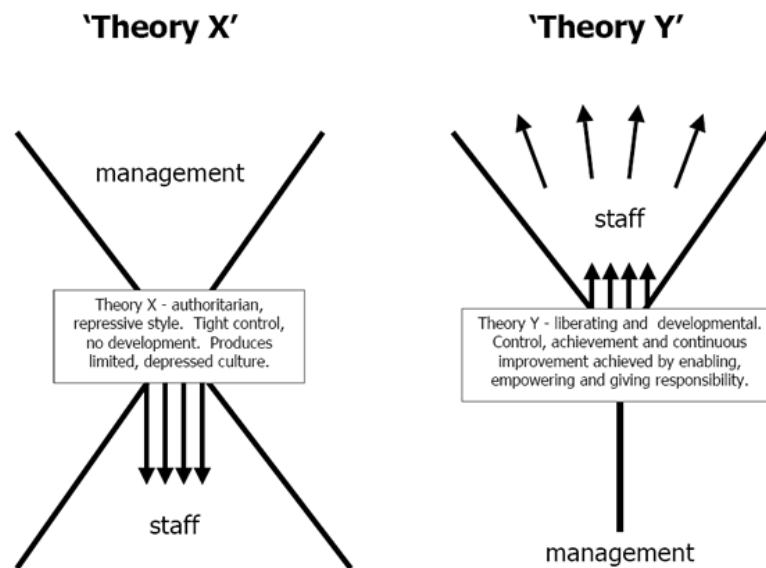 ‘Theory X’
management
Theory X - authoritarian,
repressive style. Tight control,
no development. Produces
limited, depressed culture.
staff
‘Theory Y’
staff
Theory Y - liberating and developmental.
Control, achievement and continuous
improvement achieved by enabling,
empowering and giving responsibility.
management